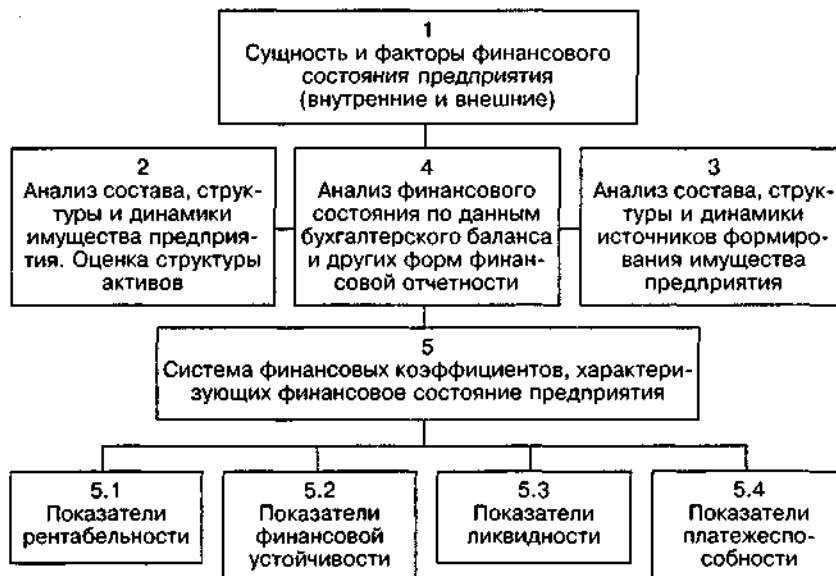 1
Сущность и факторы финансового
состояния предприятия
(внутренние и внешние)
2
Анализ состава, струк-
туры и динамики
имущества предприя-
тия. Оценка структуры
активов
4
Анализ финансового
состояния по данным
бухгалтерского баланса
и других форм финан-
совой отчетности
3
Анализ состава, струк-
туры и динамики
источников формиро-
вания имущества
предприятия
5
Система финансовых коэффициентов, характери-
зующих финансовое состояние предприятия
5.1
Показатели
рентабельности
5.2
Показатели
финансовой
устойчивости
5.3
Показатели
ликвидности
5.4
Показатели
платежеспо-
собности